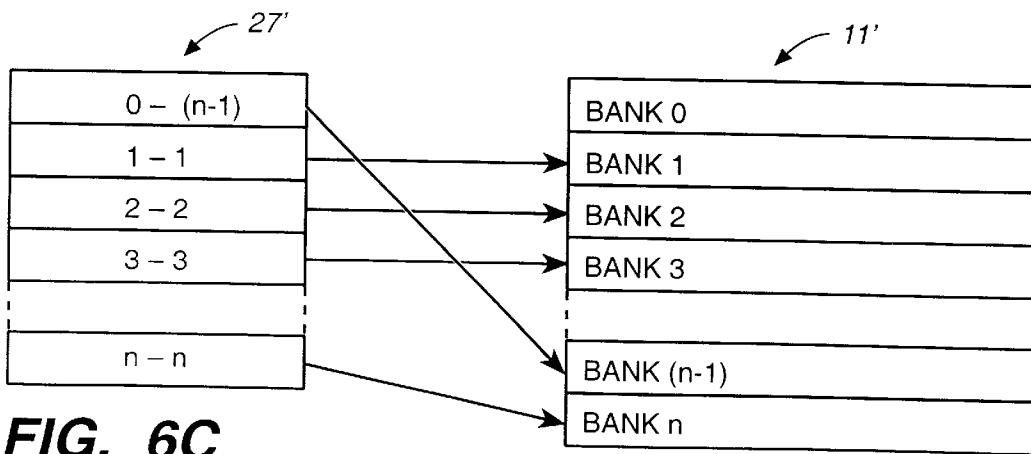 27'
11'
0 – (n-1)
1 – 1
2 – 2
3 – 3
n – n
BANK 0
BANK 1
BANK 2
BANK 3
BANK (n-1)
BANK n
FIG. 6C